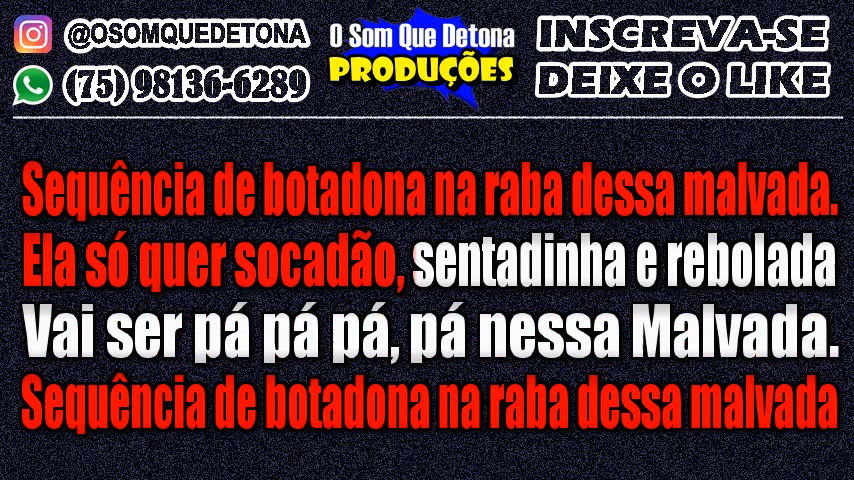 @OSOMQUEDETONA
(75) 98136-6289
O Som Que Detona
PRODUÇÕES
INSCREVA-SE
DEIXE O LIKE
Sequência de botadona na raba dessa malvada.
Ela só quer socadão, sentadinha e rebolada
Vai ser pá pá pá, pá nessa Malvada.
Sequência de botadona na raba dessa malvada